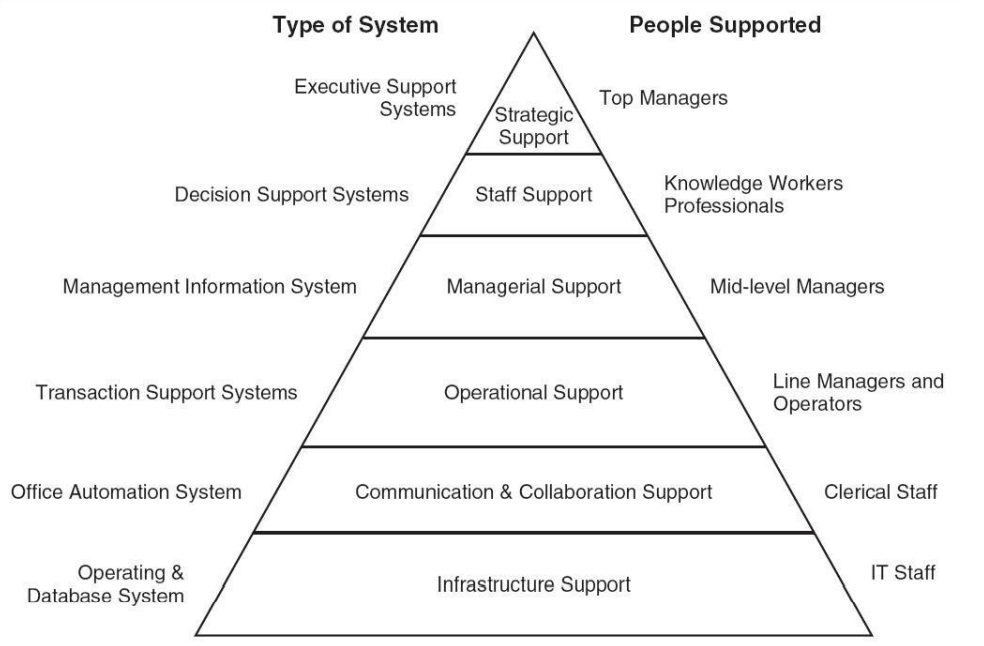 Type of System
People Supported
Executive Support
Systems
Strategic
Support
Top Managers
Decision Support Systems
Staff Support
Knowledge Workers
Professionals
Management Information System
Managerial Support
Mid-level Managers
Transaction Support Systems
Operational Support
Line Managers and
Operators
Office Automation System
Communication & Collaboration Support
Clerical Staff
Operating &
Database System
Infrastructure Support
IT Staff